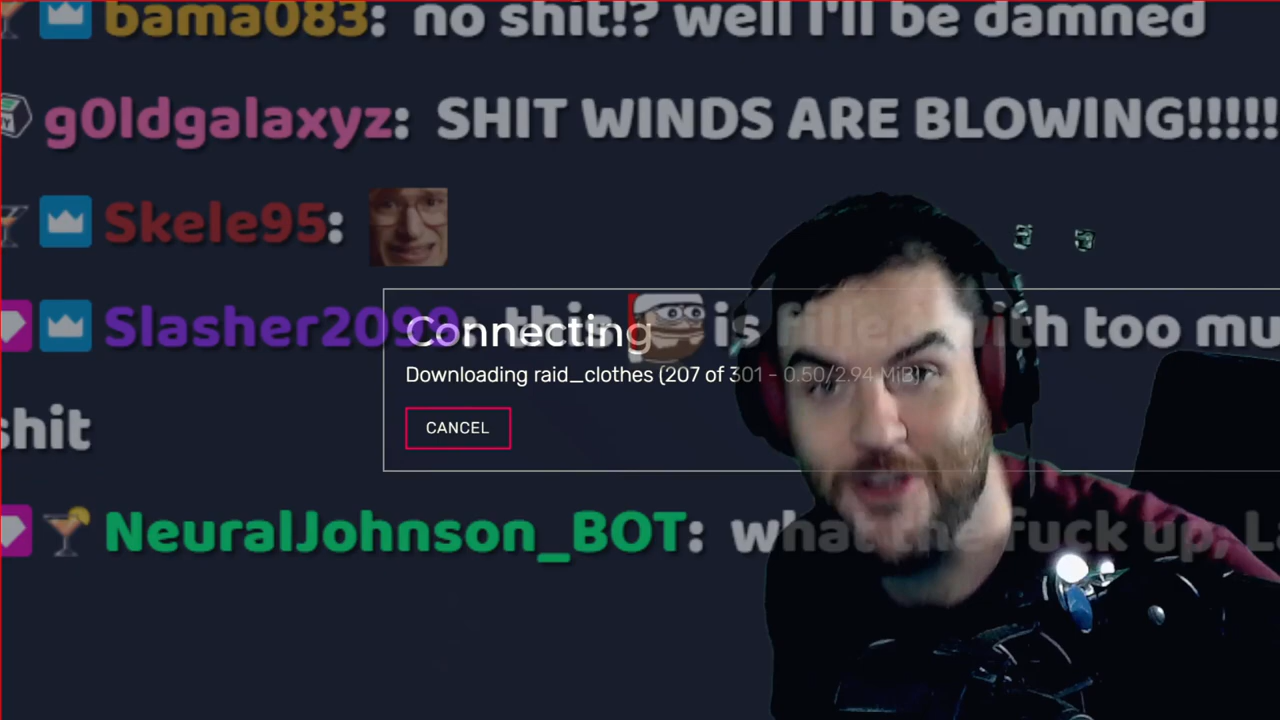 bama083: no shit!? well I'll be damned
g0ldgalaxyz: SHIT WINDS ARE BLOWING!!!!!
Skele95:
Slasher2099: this is filled with too mu
shit
Connecting
Downloading raid_clothes (207 of 301 - 0.50/2.94 MiB)
CANCEL
NeuralJohnson_BOT: what the fuck up, La